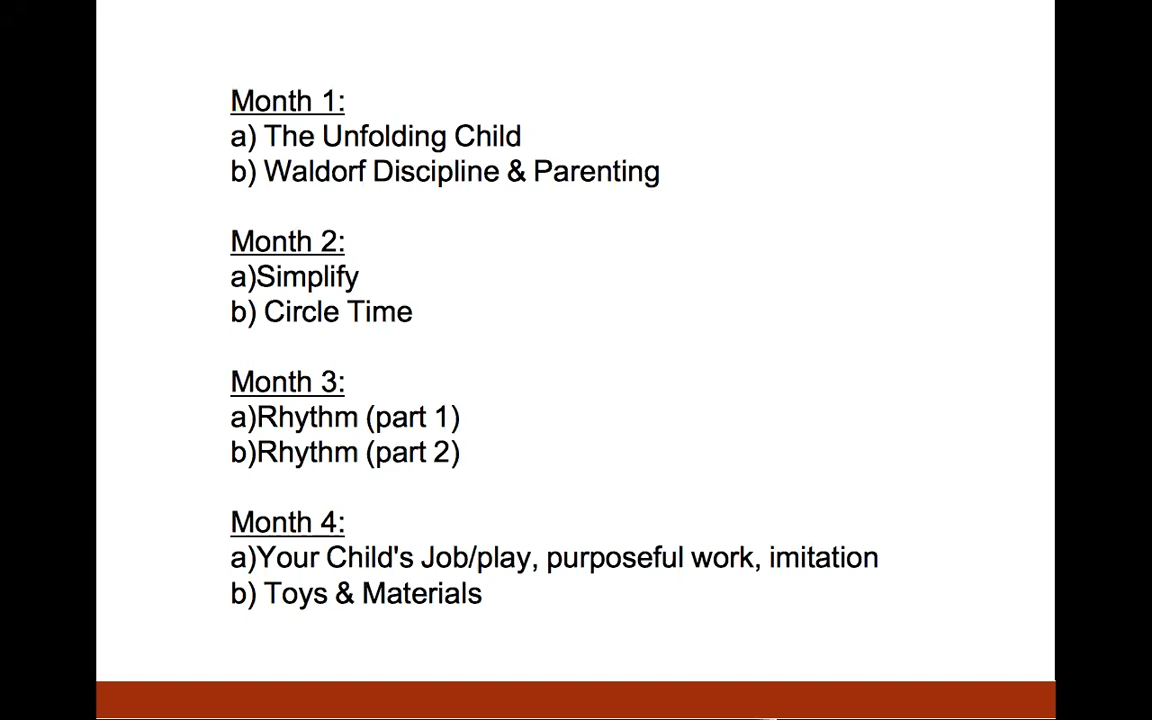 Month 1:
a) The Unfolding Child
b) Waldorf Discipline & Parenting
Month 2:
a)Simplify
b) Circle Time
Month 3:
a)Rhythm (part 1)
b)Rhythm (part 2)
Month 4:
a)Your Child's Job/play, purposeful work, imitation
b) Toys & Materials